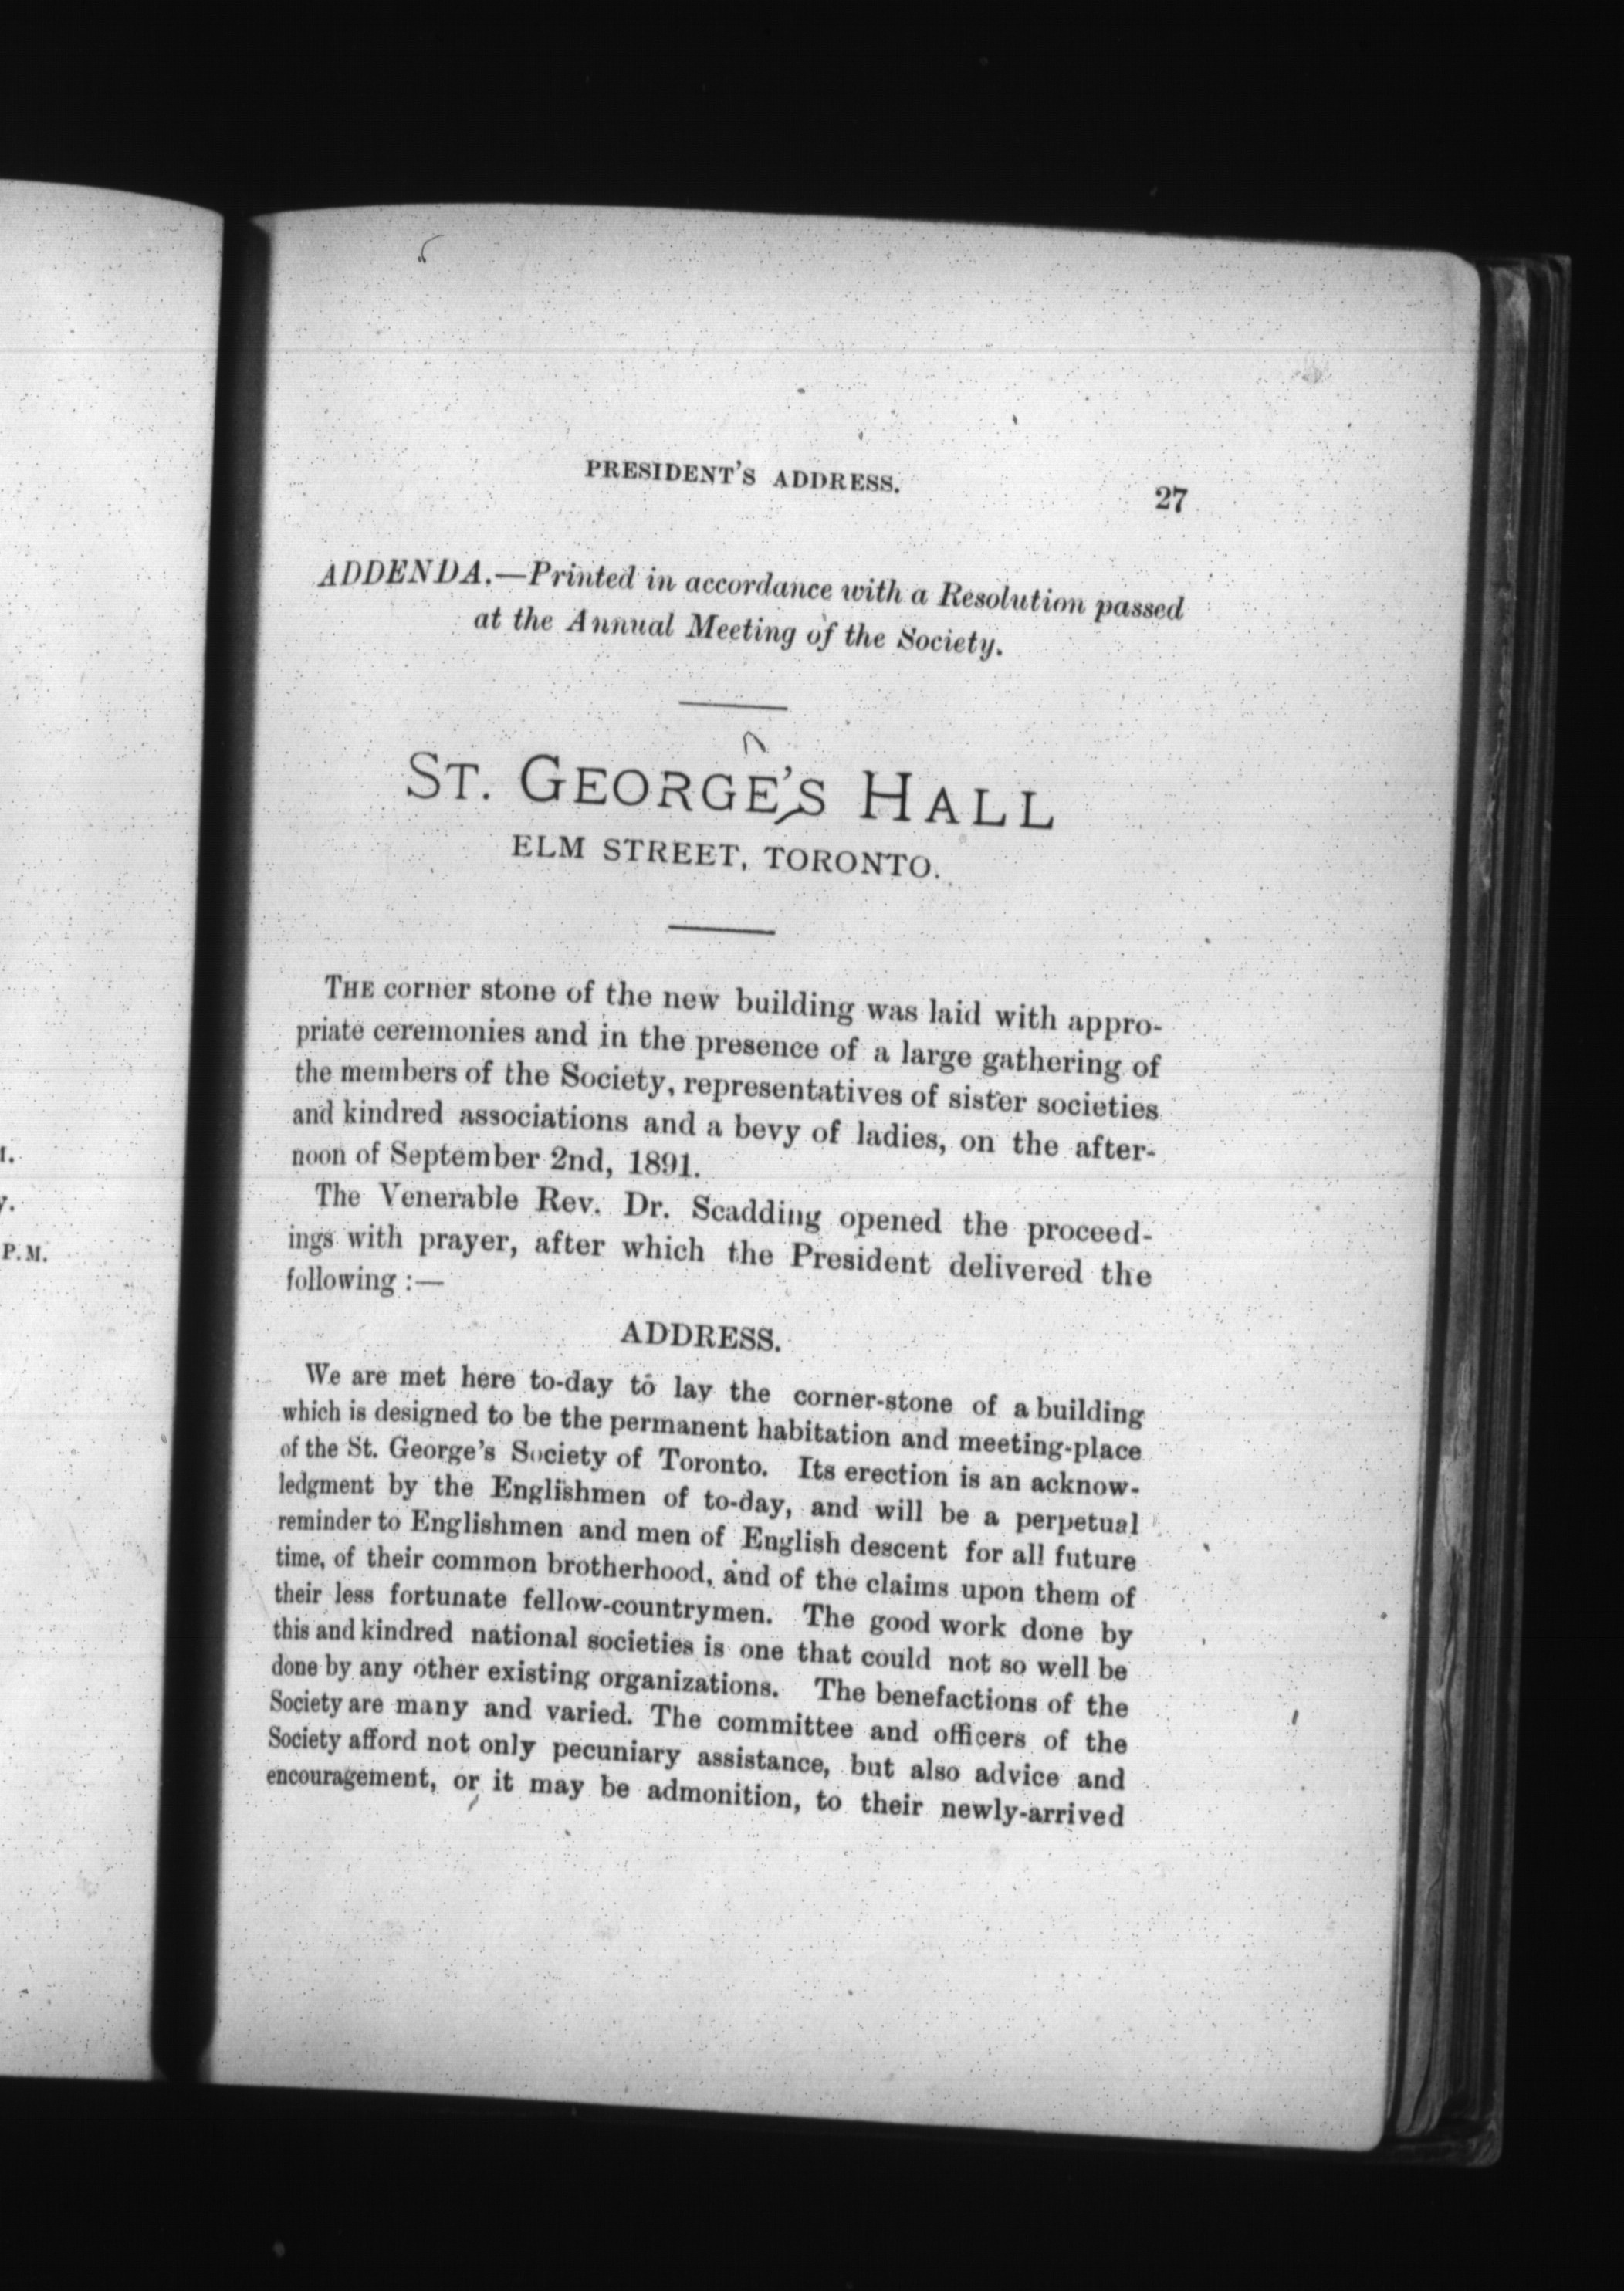 PRESIDENT'S ADDRESS.
27
ADDENDA.—Printed in accordance with a Resolution passed
at the Annual Meeting of the Society.
ST. GEORGE'S HALL
ELM STREET, TORONTO.
THE corner stone of the new building was laid with appro-
priate ceremonies and in the presence of a large gathering of
the members of the Society, representatives of sister societies
and kindred associations and a bevy of ladies, on the after-
noon of September 2nd, 1891.
The Venerable Rev. Dr. Scadding opened the proceed-
ings with prayer, after which the President delivered the
following :—
ADDRESS.
We are met here to-day to lay the corner-stone of a building
which is designed to be the permanent habitation and meeting-place
of the St. George's Society of Toronto. Its erection is an acknow-
ledgment by the Englishmen of to-day, and will be a perpetual
reminder to Englishmen and men of English descent for all future
time, of their common brotherhood, and of the claims upon them of
their less fortunate fellow-countrymen. The good work done by
this and kindred national societies is one that could not so well be
done by any other existing organizations. The benefactions of the
Society are many and varied. The committee and officers of the
Society afford not only pecuniary assistance, but also advice and
encouragement, or it may be admonition, to their newly-arrived
P.M.